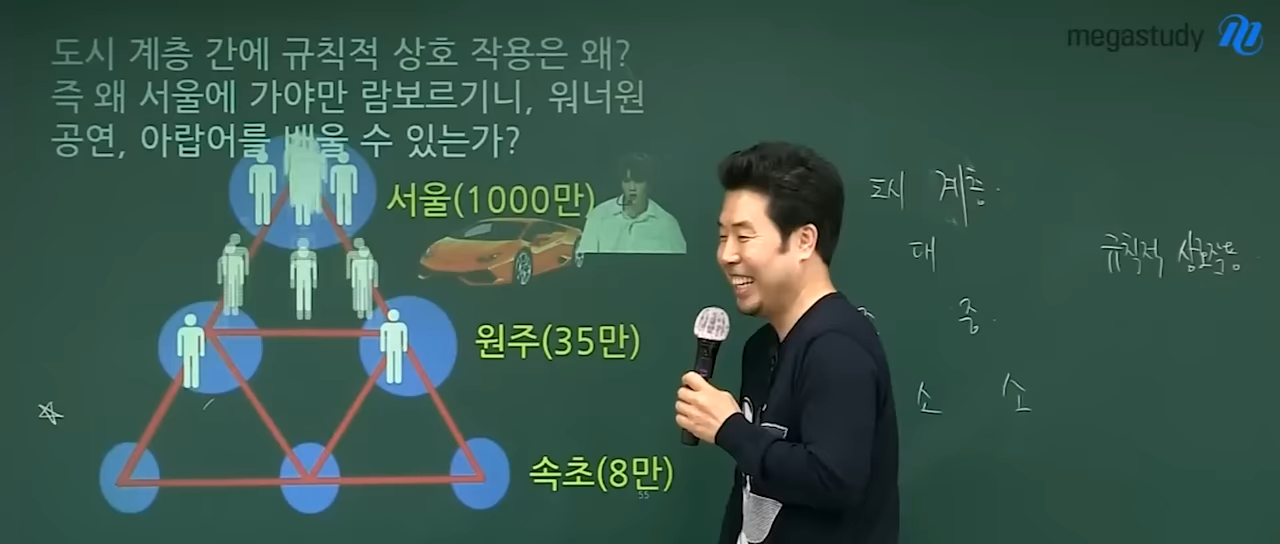 megastudy
도시 계층 간에 규칙적 상호 작용은 왜?
즉 왜 서울에 가야만 람보르기니, 워너원
공연, 아랍어를 배울 수 있는가?
서울(1000만)
원주(35만)
속초(8만)
55
도시 계층
대
규칙적 상호작용
중
소 소